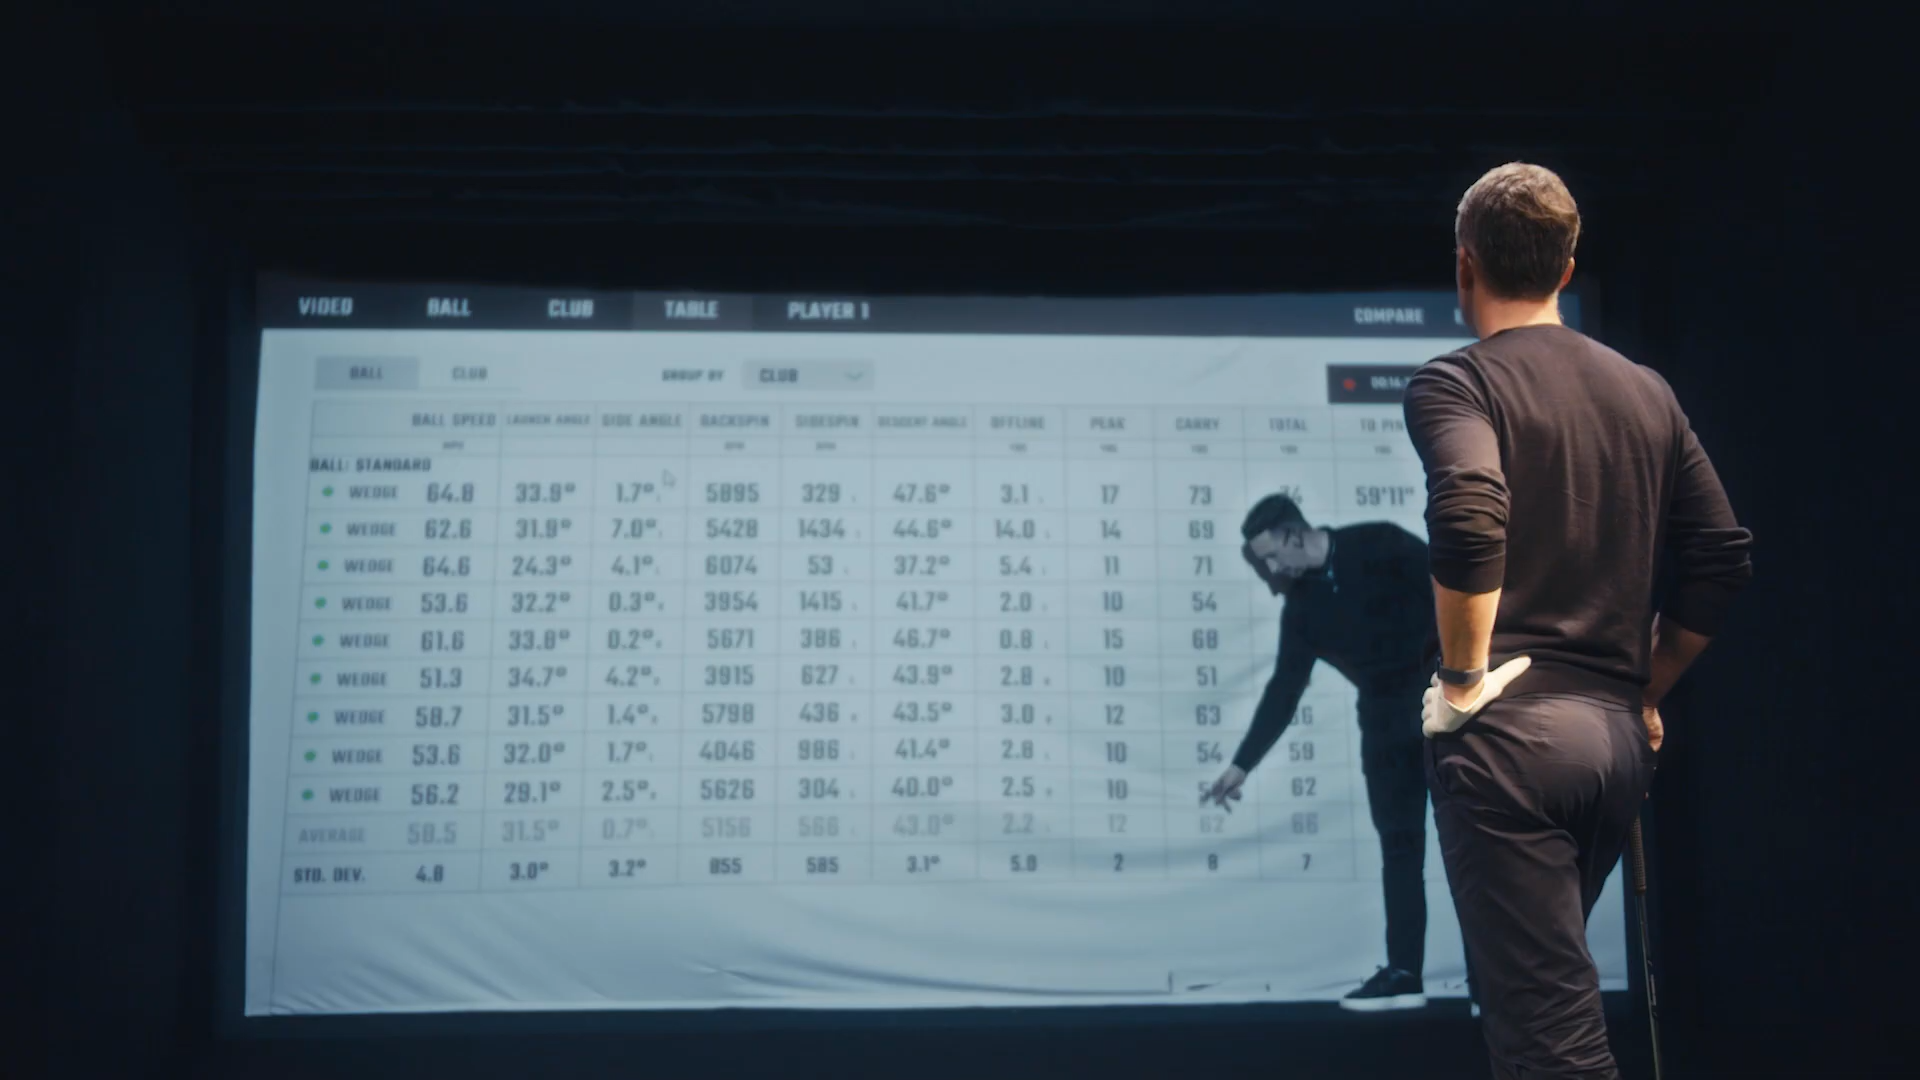 VIDEO BALL CLUB TABLE PLAYER 1 COMPARE
BALL CLUB GROUP BY CLUB
BALL SPEED LAUNCH ANGLE SIDE ANGLE BACKSPIN SIDESPIN DESCENT ANGLE OFFLINE PEAK CARRY TOTAL TO PIN
BALL: STANDARD
WEDGE 64.8 33.9° 1.7° 5895 329 47.6° 3.1 17 73 74 59'11"
WEDGE 62.6 31.9° 7.0° 5428 1434 44.6° 14.0 14 69
WEDGE 64.6 24.3° 4.1° 6074 53 37.2° 5.4 11 71
WEDGE 53.6 32.2° 0.3° 3954 1415 41.7° 2.0 10 54
WEDGE 61.6 33.8° 0.2° 5671 386 46.7° 0.8 15 68
WEDGE 51.3 34.7° 4.2° 3915 627 43.9° 2.8 10 51
WEDGE 58.7 31.5° 1.4° 5798 436 43.5° 3.0 12 63
WEDGE 53.6 32.0° 1.7° 4046 986 41.4° 2.8 10 54 59
WEDGE 56.2 29.1° 2.5° 5626 304 40.0° 2.5 10 62
AVERAGE 58.5 31.5° 0.7° 5156 566 43.0° 2.2 12 62 66
STD. DEV. 4.8 3.0° 3.2° 855 585 3.1° 5.0 2 8 7